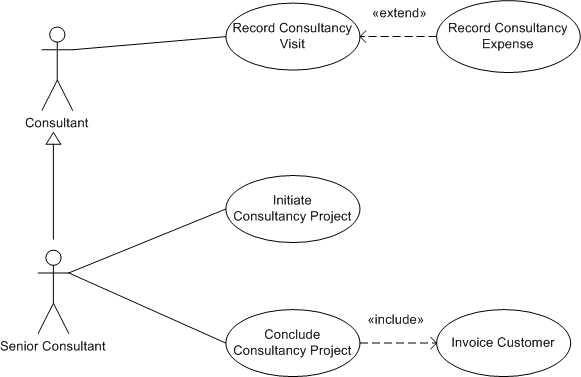 Record Consultancy
Visit
«extend»
Record Consultancy
Expense
Consultant
Initiate
Consultancy Project
Senior Consultant
Conclude
Consultancy Project
«include»
Invoice Customer